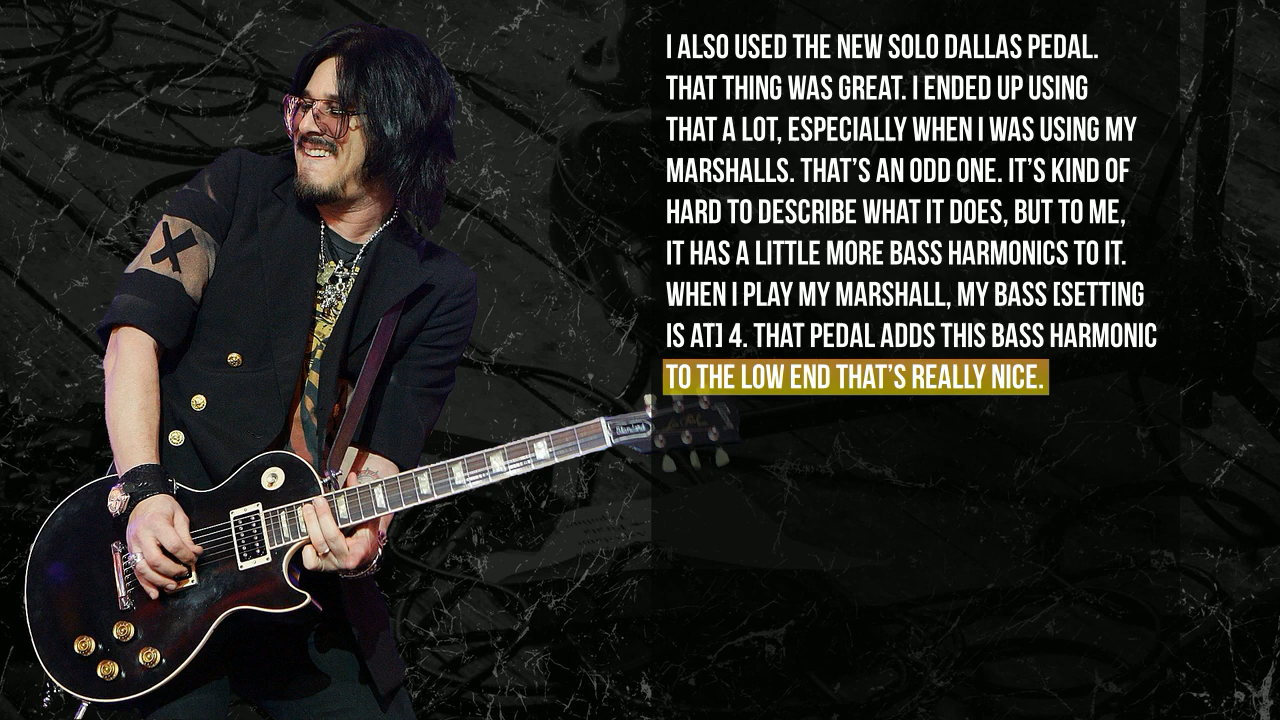 I ALSO USED THE NEW SOLO DALLAS PEDAL.
THAT THING WAS GREAT. I ENDED UP USING
THAT A LOT, ESPECIALLY WHEN I WAS USING MY
MARSHALLS. THAT’S AN ODD ONE. IT’S KIND OF
HARD TO DESCRIBE WHAT IT DOES, BUT TO ME,
IT HAS A LITTLE MORE BASS HARMONICS TO IT.
WHEN I PLAY MY MARSHALL, MY BASS [SETTING
IS AT] 4. THAT PEDAL ADDS THIS BASS HARMONIC
TO THE LOW END THAT’S REALLY NICE.